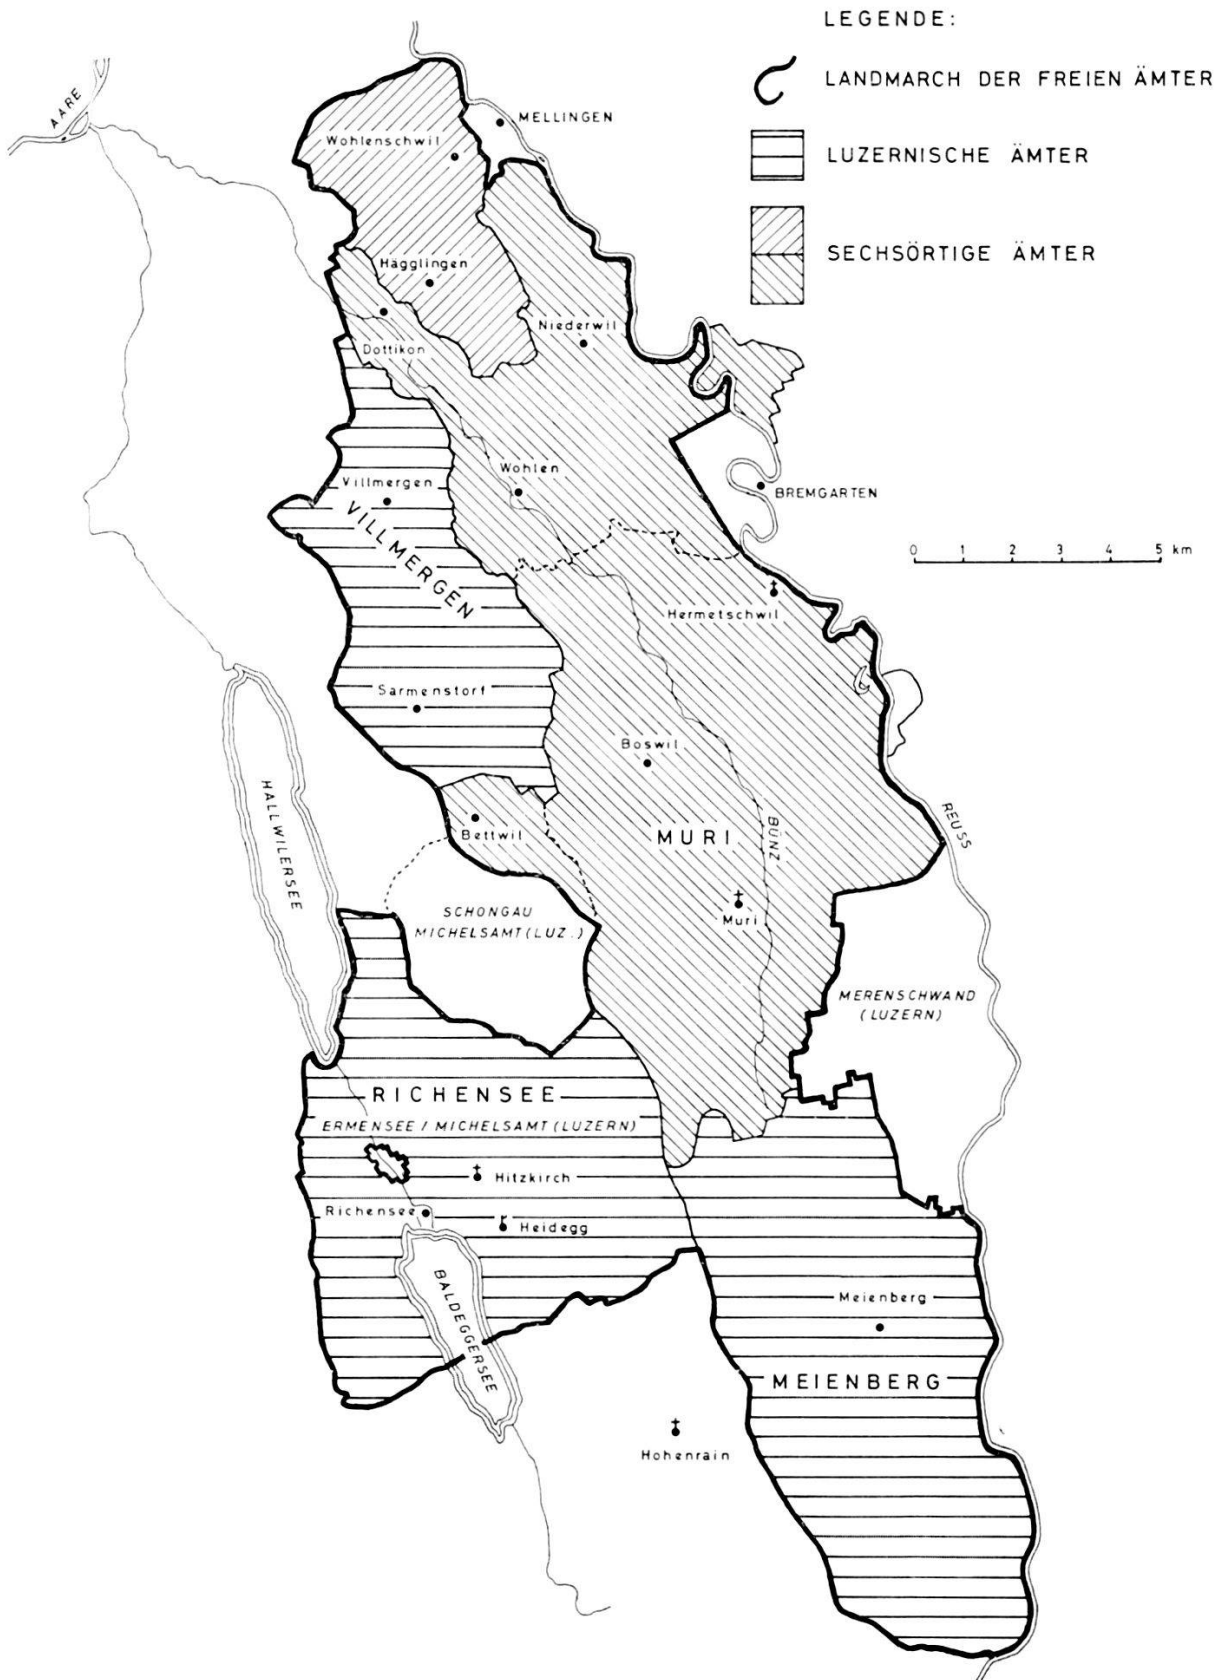 LEGENDE:
LANDMARCH DER FREIEN ÄMTER
LUZERNISCHE ÄMTER
SECHSÖRTIGE ÄMTER
AARE
MELLINGEN
Wohlenschwil
Hägglingen
Niederwil
Dottikon
Wohlen
Villmergen
VILLMERGEN
BREMGARTEN
0 1 2 3 4 5 km
Hermetschwil
Sarmenstorf
Boswil
HALLWILERSEE
Bettwil
MURI
BÜNZ
REUSS
Muri
SCHONGAU
MICHELSAMT (LUZ.)
MERENSCHWAND
(LUZERN)
RICHENSEE
ERMENSEE / MICHELSAMT (LUZERN)
Hitzkirch
Richensee
Heidegg
BALDEGGERSEE
Meienberg
MEIENBERG
Hohenrain